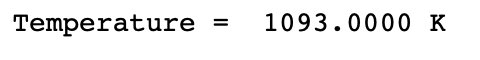 Temperature =  1093.0000 K